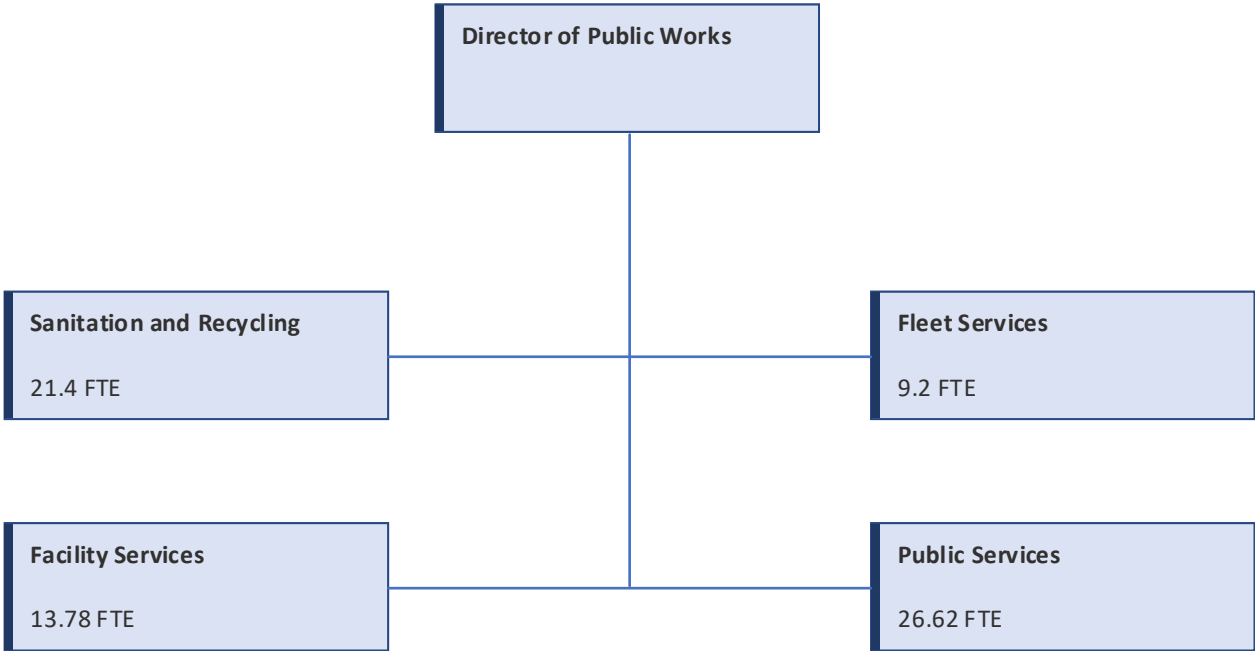 Director of Public Works
Sanitation and Recycling
21.4 FTE
Fleet Services
9.2 FTE
Facility Services
13.78 FTE
Public Services
26.62 FTE